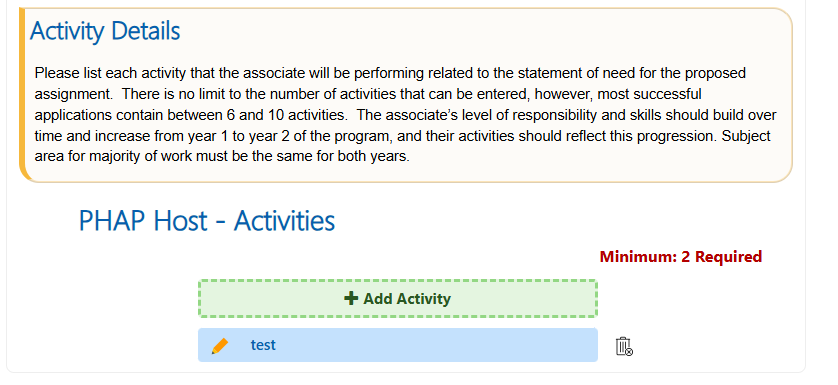 Activity Details
Please list each activity that the associate will be performing related to the statement of need for the proposed
assignment.  There is no limit to the number of activities that can be entered, however, most successful
applications contain between 6 and 10 activities.  The associate's level of responsibility and skills should build over
time and increase from year 1 to year 2 of the program, and their activities should reflect this progression. Subject
area for majority of work must be the same for both years.
PHAP Host - Activities
Minimum: 2 Required
Add Activity
test